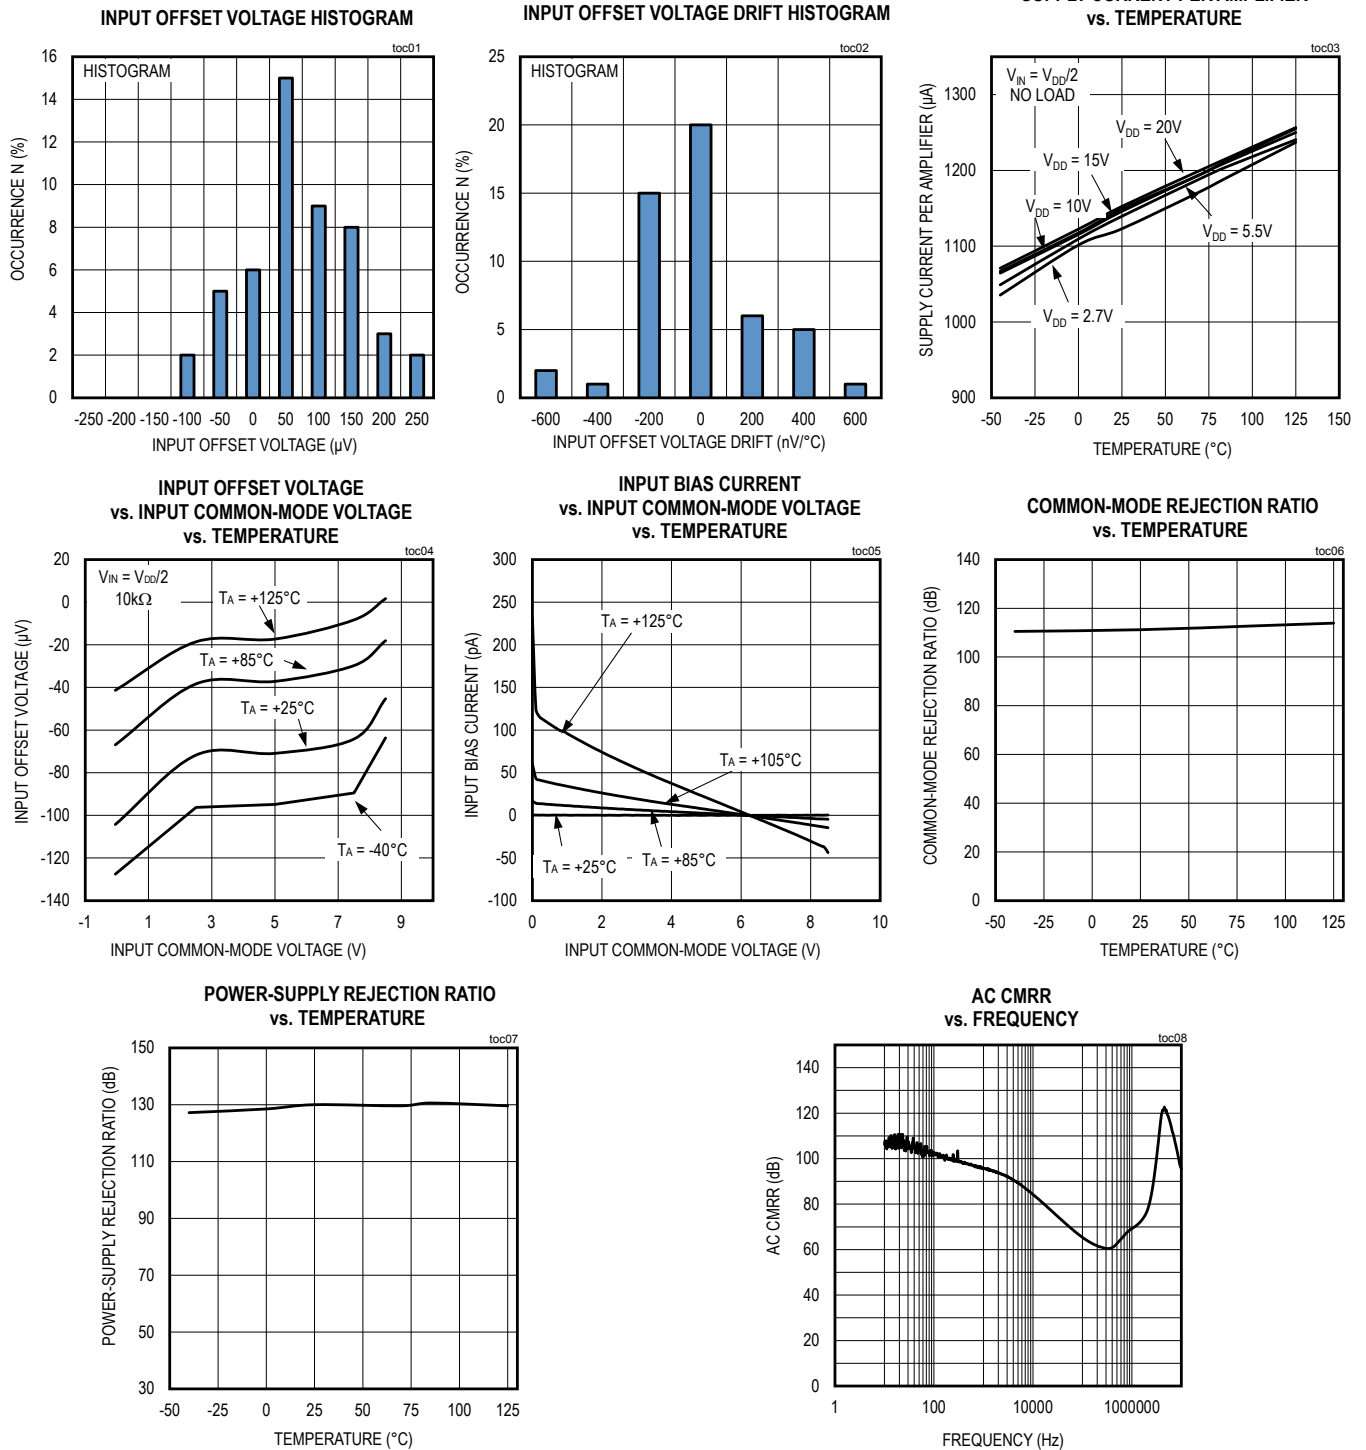 INPUT OFFSET VOLTAGE HISTOGRAM
toc01
HISTOGRAM
OCCURRENCE N (%)
16
14
12
10
8
6
4
2
0
-250 -200 -150 -100 -50 0 50 100 150 200 250
INPUT OFFSET VOLTAGE (µV)
INPUT OFFSET VOLTAGE DRIFT HISTOGRAM
toc02
HISTOGRAM
OCCURRENCE N (%)
25
20
15
10
5
0
-600 -400 -200 0 200 400 600
INPUT OFFSET VOLTAGE DRIFT (nV/°C)
vs. TEMPERATURE
toc03
VIN = VDD/2
NO LOAD
SUPPLY CURRENT PER AMPLIFIER (µA)
1300
1200
1100
1000
900
VDD = 20V
VDD = 15V
VDD = 10V
VDD = 5.5V
VDD = 2.7V
-50 -25 0 25 50 75 100 125 150
TEMPERATURE (°C)
INPUT OFFSET VOLTAGE
vs. INPUT COMMON-MODE VOLTAGE
vs. TEMPERATURE
toc04
VIN = VDD/2
10kΩ
INPUT OFFSET VOLTAGE (µV)
20
0
-20
-40
-60
-80
-100
-120
-140
TA = +125°C
TA = +85°C
TA = +25°C
TA = -40°C
-1 1 3 5 7 9
INPUT COMMON-MODE VOLTAGE (V)
INPUT BIAS CURRENT
vs. INPUT COMMON-MODE VOLTAGE
vs. TEMPERATURE
toc05
INPUT BIAS CURRENT (pA)
300
250
200
150
100
50
0
-50
-100
TA = +125°C
TA = +105°C
TA = +25°C
TA = +85°C
0 2 4 6 8 10
INPUT COMMON-MODE VOLTAGE (V)
COMMON-MODE REJECTION RATIO
vs. TEMPERATURE
toc06
COMMON-MODE REJECTION RATIO (dB)
140
120
100
80
60
40
20
0
-50 -25 0 25 50 75 100 125
TEMPERATURE (°C)
POWER-SUPPLY REJECTION RATIO
vs. TEMPERATURE
toc07
POWER-SUPPLY REJECTION RATIO (dB)
150
130
110
90
70
50
30
-50 -25 0 25 50 75 100 125
TEMPERATURE (°C)
AC CMRR
vs. FREQUENCY
toc08
AC CMRR (dB)
140
120
100
80
60
40
20
0
1 100 10000 1000000
FREQUENCY (Hz)